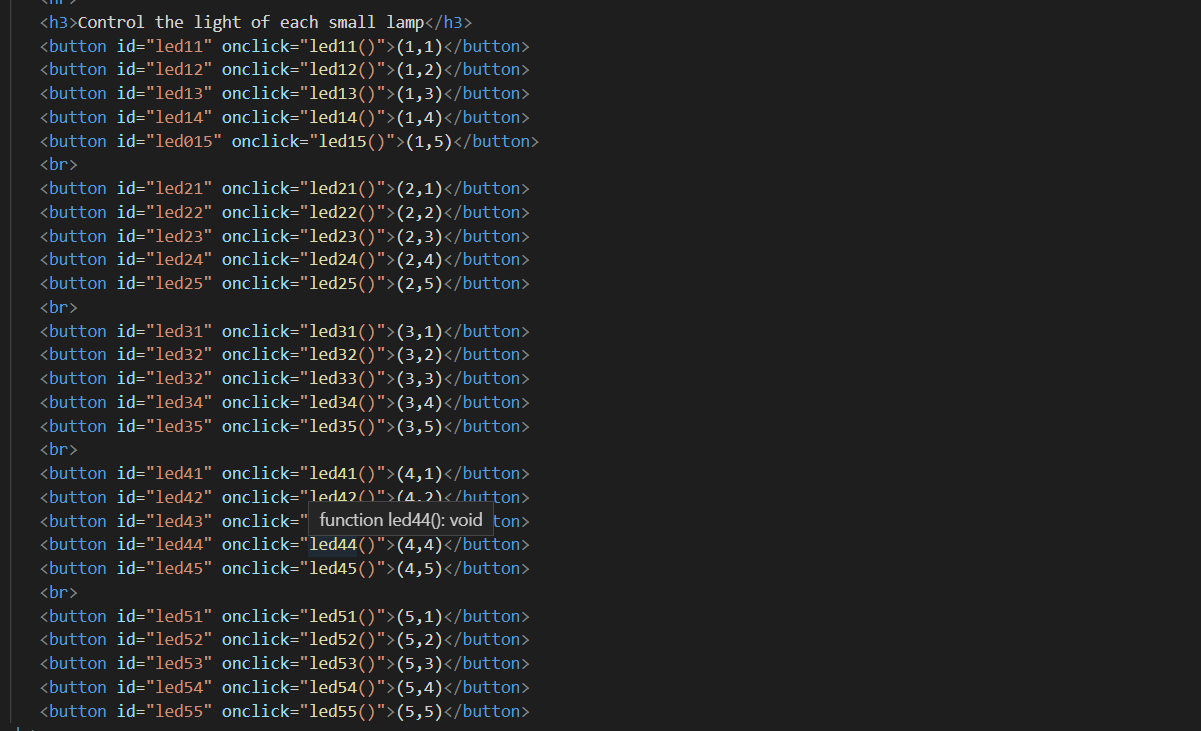 <hr>
<h3>Control the light of each small lamp</h3>
<button id="led11" onclick="led11()">(1,1)</button>
<button id="led12" onclick="led12()">(1,2)</button>
<button id="led13" onclick="led13()">(1,3)</button>
<button id="led14" onclick="led14()">(1,4)</button>
<button id="led015" onclick="led15()">(1,5)</button>
<br>
<button id="led21" onclick="led21()">(2,1)</button>
<button id="led22" onclick="led22()">(2,2)</button>
<button id="led23" onclick="led23()">(2,3)</button>
<button id="led24" onclick="led24()">(2,4)</button>
<button id="led25" onclick="led25()">(2,5)</button>
<br>
<button id="led31" onclick="led31()">(3,1)</button>
<button id="led32" onclick="led32()">(3,2)</button>
<button id="led32" onclick="led33()">(3,3)</button>
<button id="led34" onclick="led34()">(3,4)</button>
<button id="led35" onclick="led35()">(3,5)</button>
<br>
<button id="led41" onclick="led41()">(4,1)</button>
<button id="led42" onclick="led42()">(4,2)</button>
<button id="led43" onclick=" function led44(): void ton>
<button id="led44" onclick="led44()">(4,4)</button>
<button id="led45" onclick="led45()">(4,5)</button>
<br>
<button id="led51" onclick="led51()">(5,1)</button>
<button id="led52" onclick="led52()">(5,2)</button>
<button id="led53" onclick="led53()">(5,3)</button>
<button id="led54" onclick="led54()">(5,4)</button>
<button id="led55" onclick="led55()">(5,5)</button>